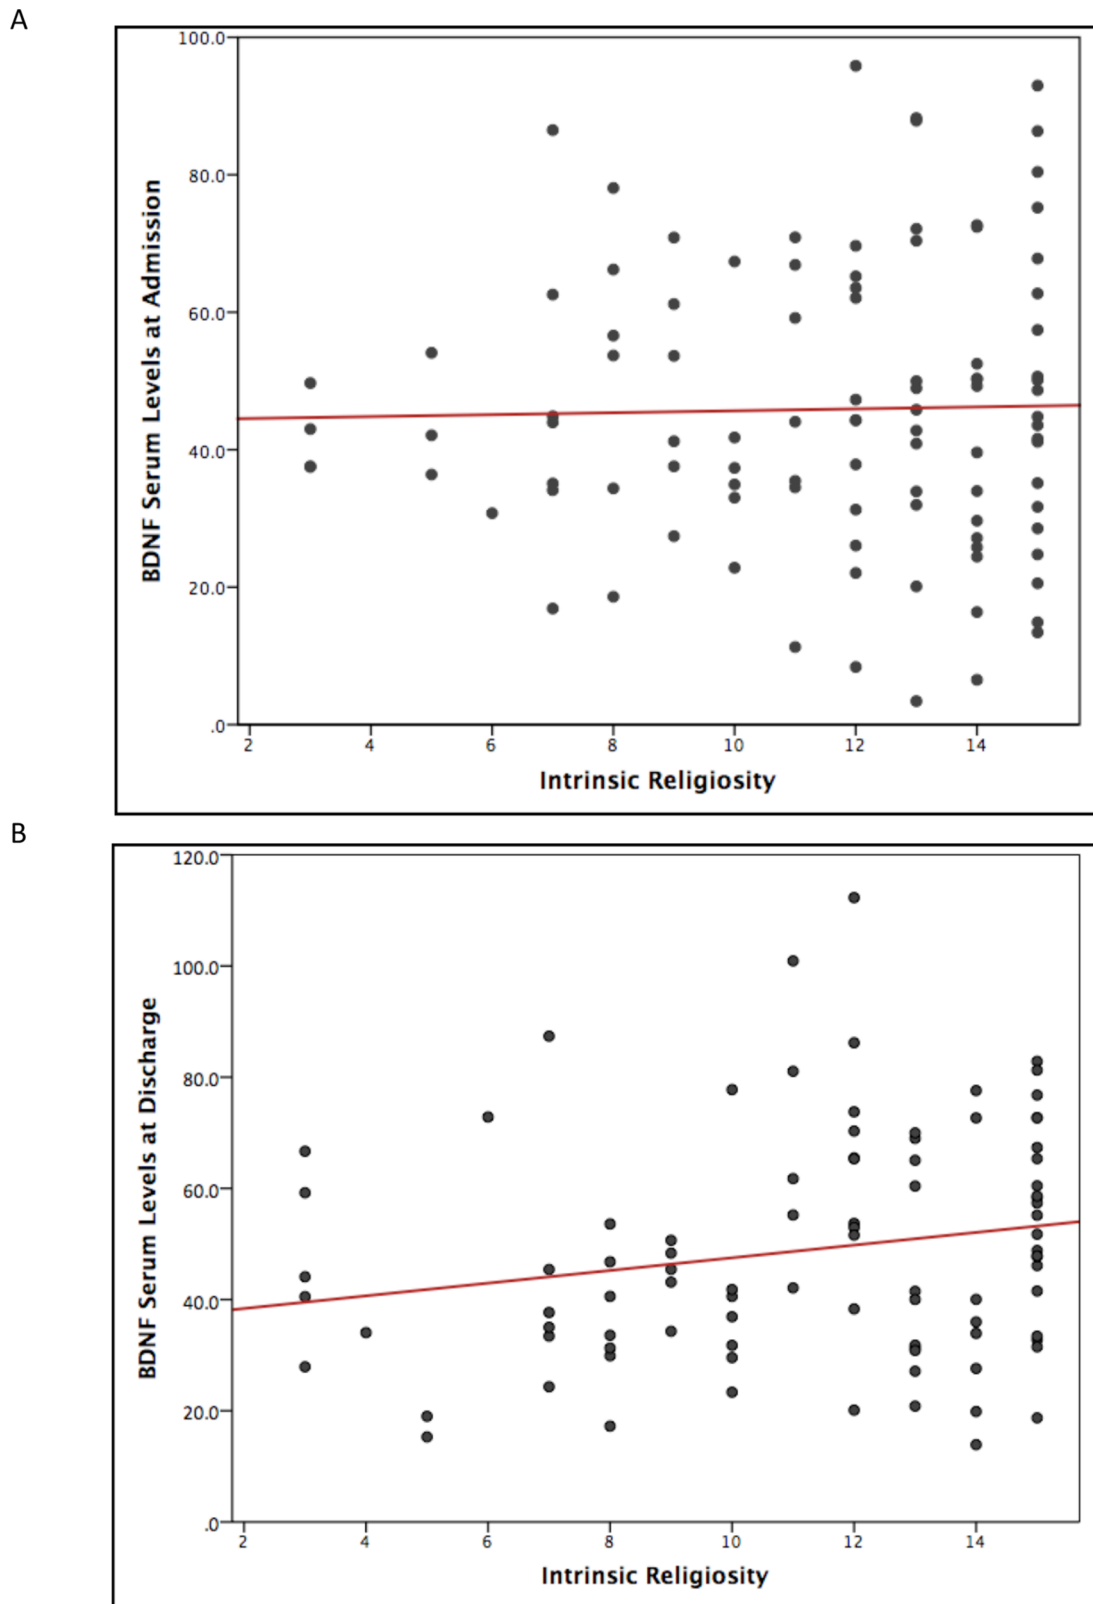 A
100.0
80.0
60.0
40.0
20.0
.0
BDNF Serum Levels at Admission
2 4 6 8 10 12 14
Intrinsic Religiosity
B
120.0
100.0
80.0
60.0
40.0
20.0
.0
BDNF Serum Levels at Discharge
2 4 6 8 10 12 14
Intrinsic Religiosity